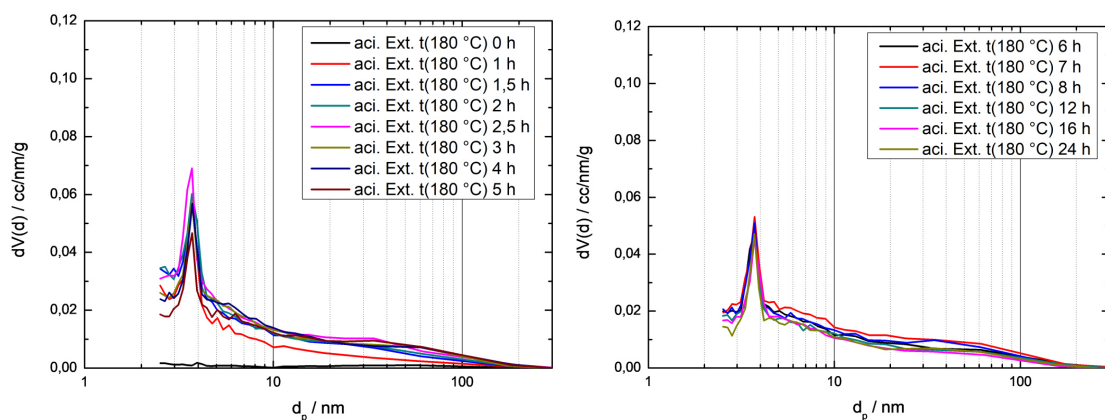 0,12
0,10
0,08
0,06
0,04
0,02
0,00
dV(d) / cc/nm/g
aci. Ext. t(180 °C) 0 h
aci. Ext. t(180 °C) 1 h
aci. Ext. t(180 °C) 1,5 h
aci. Ext. t(180 °C) 2 h
aci. Ext. t(180 °C) 2,5 h
aci. Ext. t(180 °C) 3 h
aci. Ext. t(180 °C) 4 h
aci. Ext. t(180 °C) 5 h
1 10 100
d_p / nm
0,12
0,10
0,08
0,06
0,04
0,02
0,00
dV(d) / cc/nm/g
aci. Ext. t(180 °C) 6 h
aci. Ext. t(180 °C) 7 h
aci. Ext. t(180 °C) 8 h
aci. Ext. t(180 °C) 12 h
aci. Ext. t(180 °C) 16 h
aci. Ext. t(180 °C) 24 h
1 10 100
d_p / nm